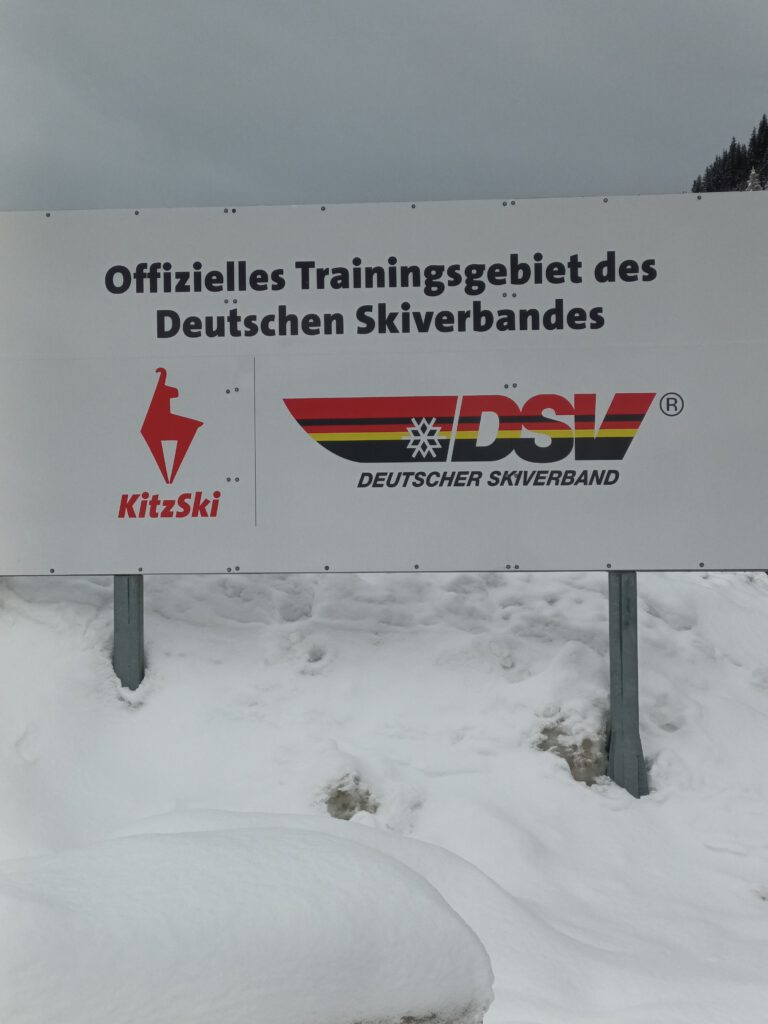 Offizielles Trainingsgebiet des
Deutschen Skiverbandes
KitzSki
DSV®
DEUTSCHER SKIVERBAND